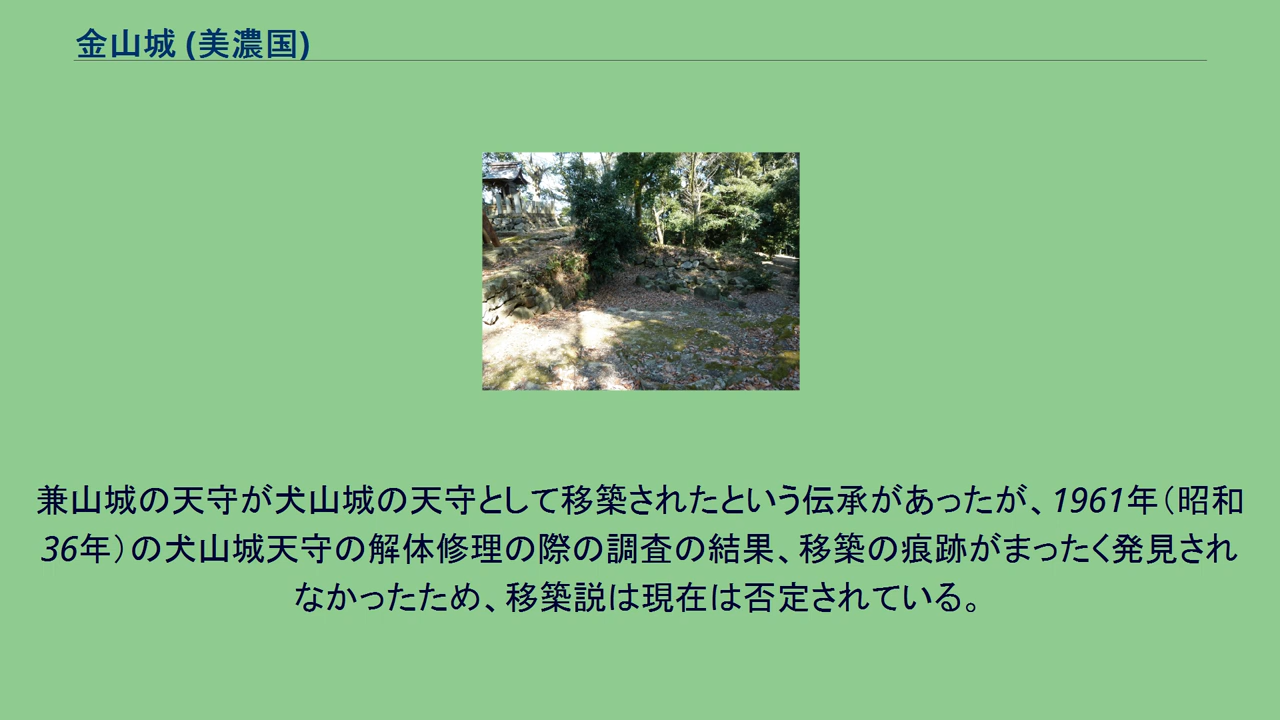 金山城 (美濃国)
兼山城の天守が犬山城の天守として移築されたという伝承があったが、1961年（昭和
36年）の犬山城天守の解体修理の際の調査の結果、移築の痕跡がまったく発見され
なかったため、移築説は現在は否定されている。